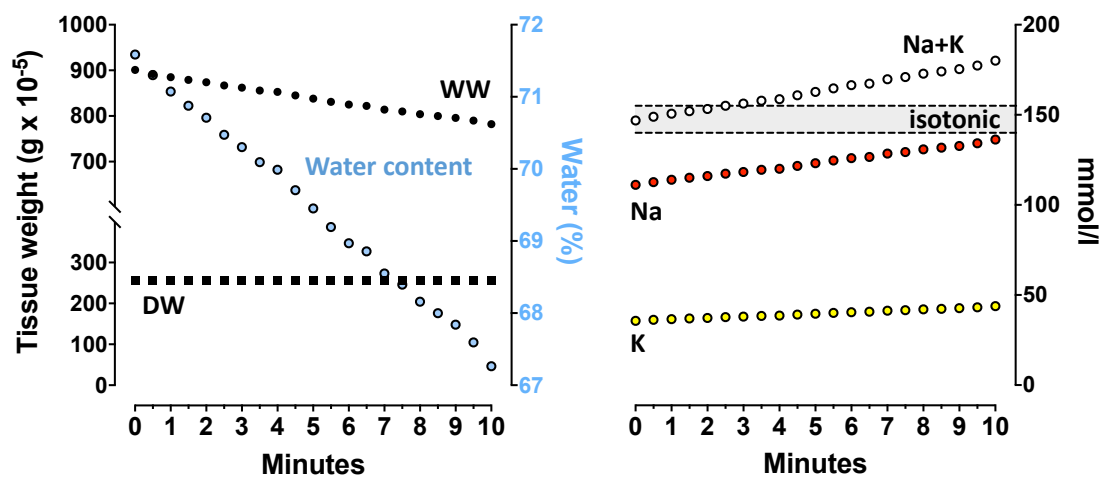 Tissue weight (g x 10⁻⁵)
1000
900
800
700
300
200
100
0
WW
Water content
DW
72
71
70
69
68
67
Water (%)
0 1 2 3 4 5 6 7 8 9 10
Minutes
Na+K
isotonic
Na
K
200
150
100
50
0
mmol/l
0 1 2 3 4 5 6 7 8 9 10
Minutes